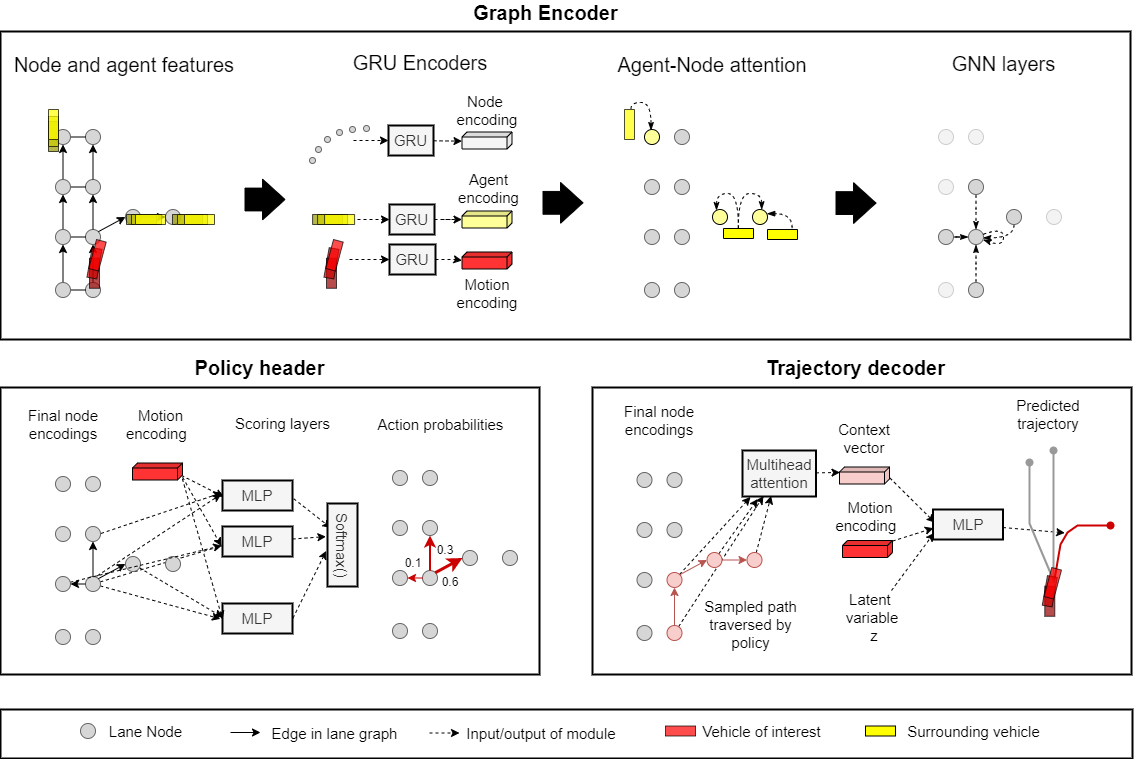 Graph Encoder
Node and agent features
GRU Encoders
Agent-Node attention
GNN layers
Node
encoding
GRU
Agent
encoding
GRU
GRU
Motion
encoding
Policy header
Final node
encodings
Motion
encoding
Scoring layers
Action probabilities
MLP
MLP
MLP
Softmax()
0.3
0.1
0.6
Trajectory decoder
Final node
encodings
Multihead
attention
Context
vector
Predicted
trajectory
Motion
encoding
MLP
Sampled path
traversed by
policy
Latent
variable
z
Lane Node
Edge in lane graph
Input/output of module
Vehicle of interest
Surrounding vehicle